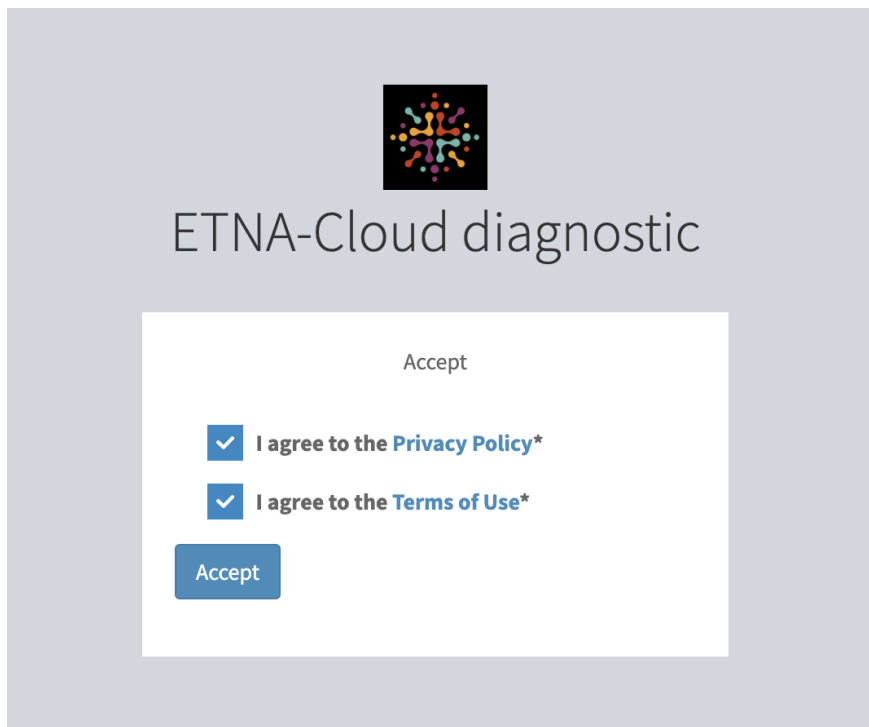 ETNA-Cloud diagnostic
Accept
I agree to the Privacy Policy*
I agree to the Terms of Use*
Accept